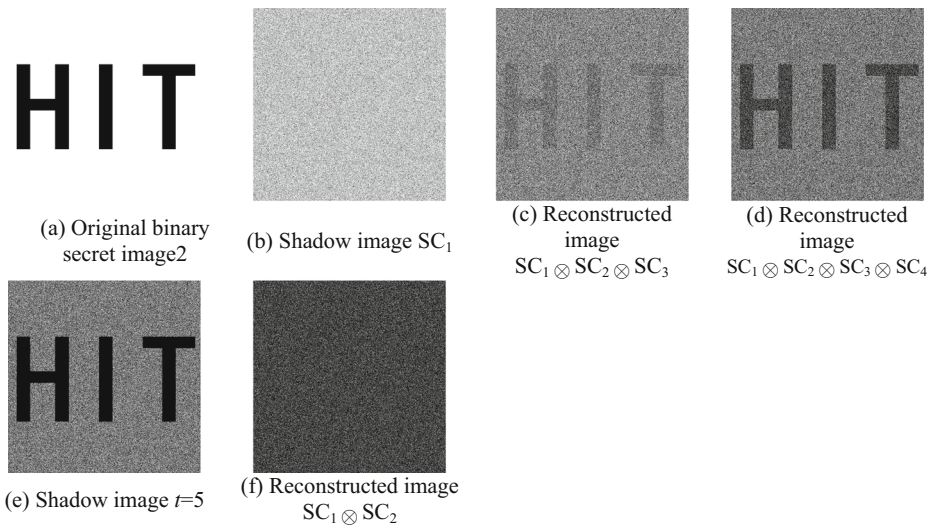 HIT
HIT
HIT
(a) Original binary
secret image2
(b) Shadow image SC₁
(c) Reconstructed
image
SC₁ ⊗ SC₂ ⊗ SC₃
(d) Reconstructed
image
SC₁ ⊗ SC₂ ⊗ SC₃ ⊗ SC₄
HIT
(e) Shadow image t=5
(f) Reconstructed image
SC₁ ⊗ SC₂